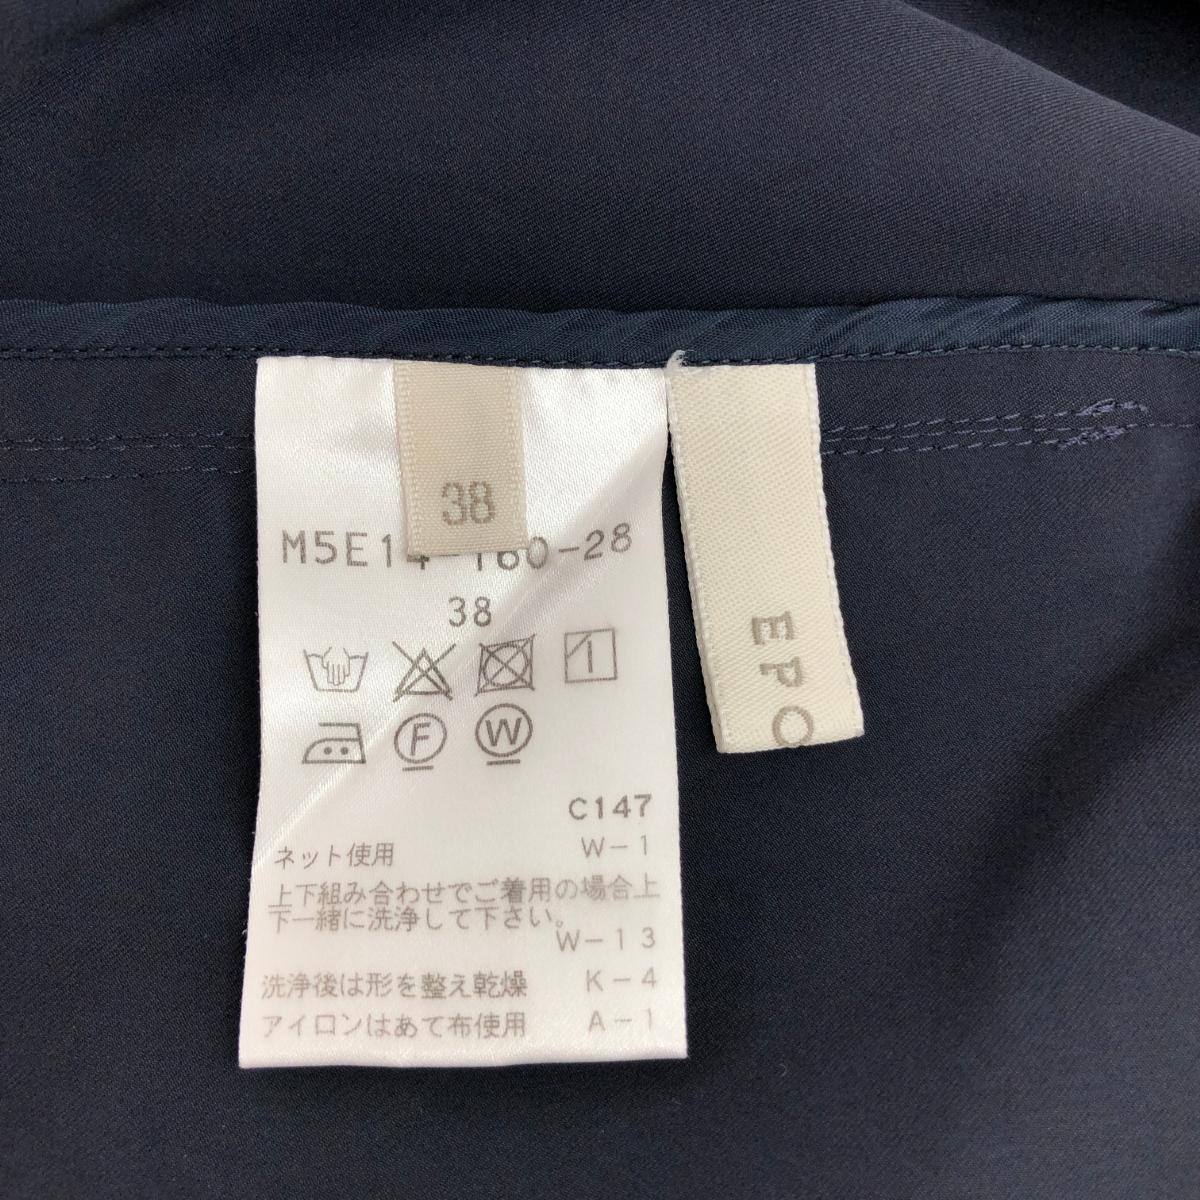 38
M5E14-160-28
38
F W
C147
ネット使用 W-1
上下組み合わせでご着用の場合上
下一緒に洗浄して下さい。
W-13
洗浄後は形を整え乾燥 K-4
アイロンはあて布使用 A-1
EPO